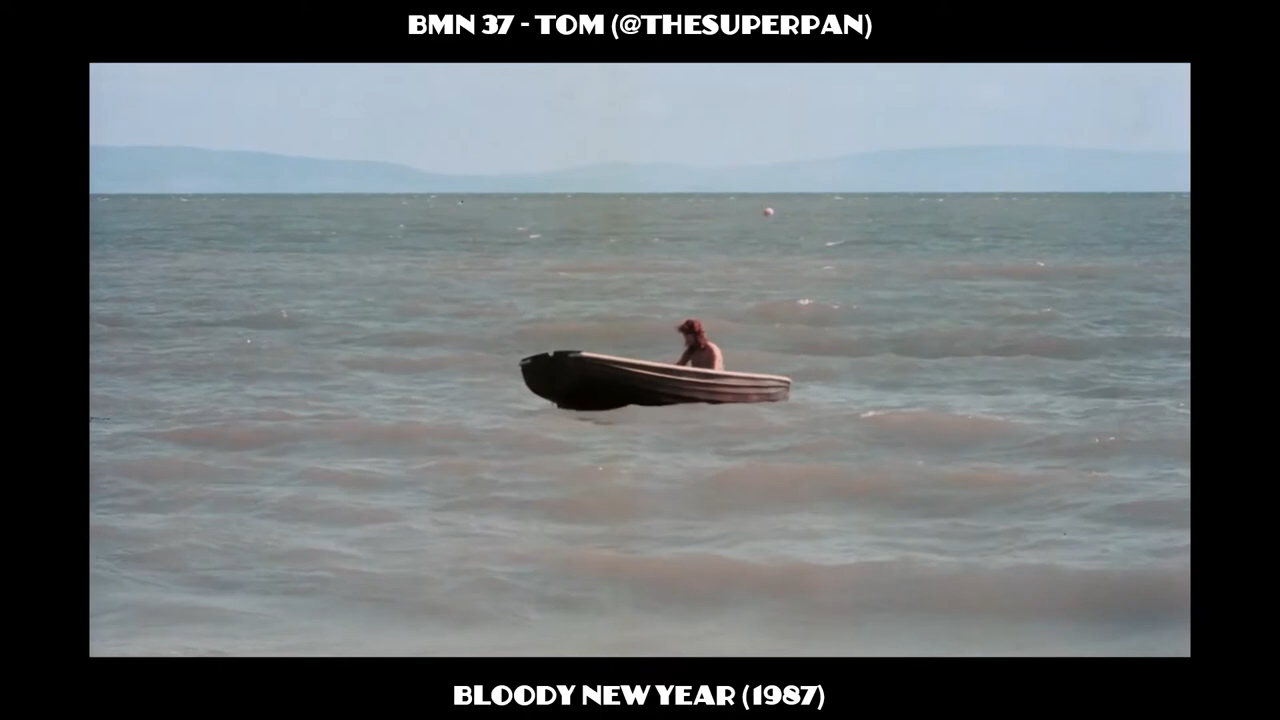 BMN 37 - TOM (@THESUPERPAN)
BLOODY NEW YEAR (1987)